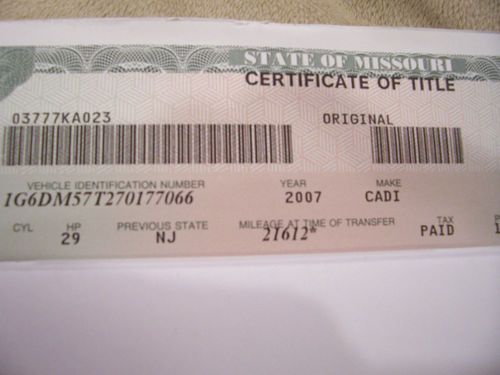 STATE OF MISSOURI
CERTIFICATE OF TITLE
03777KA023 ORIGINAL
VEHICLE IDENTIFICATION NUMBER YEAR MAKE
1G6DM57T270177066 2007 CADI
CYL HP PREVIOUS STATE MILEAGE AT TIME OF TRANSFER TAX
29 NJ 21612* PAID